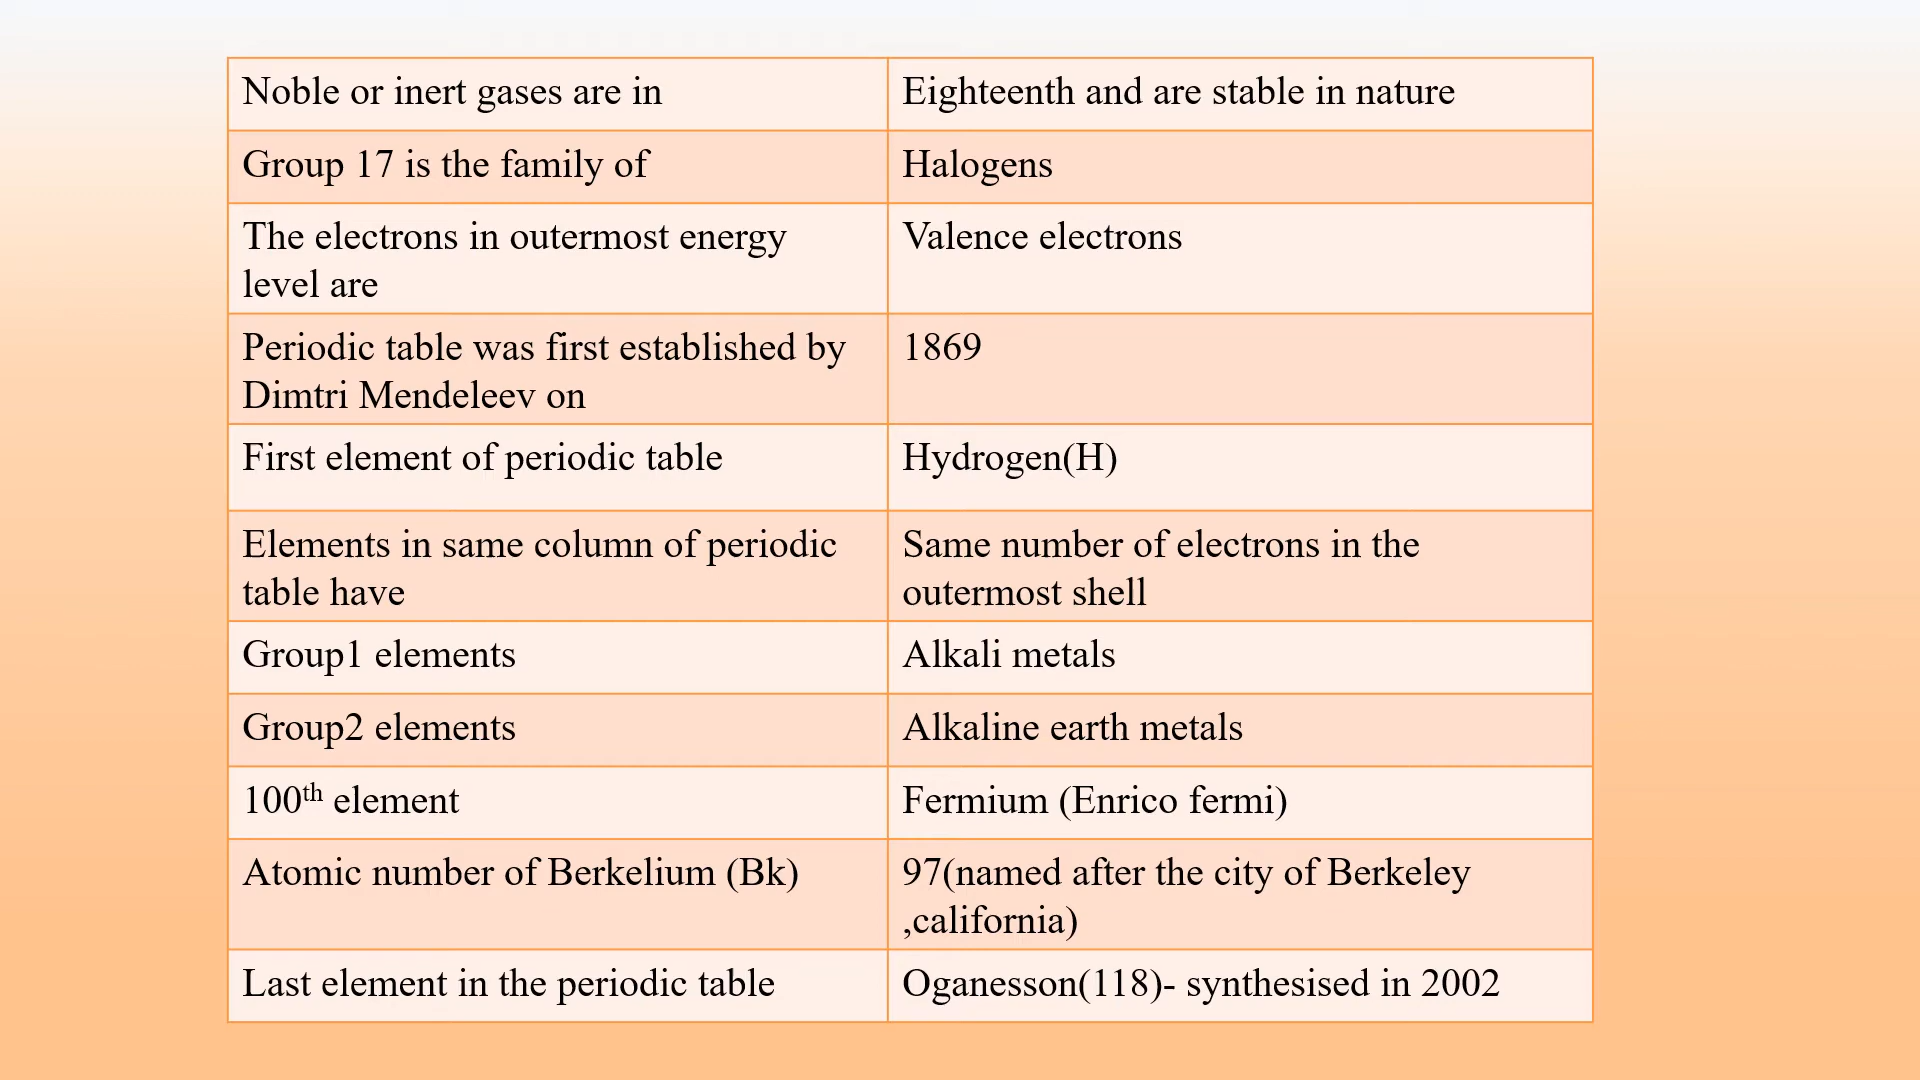 Noble or inert gases are in
Eighteenth and are stable in nature
Group 17 is the family of
Halogens
The electrons in outermost energy
level are
Valence electrons
Periodic table was first established by
Dimtri Mendeleev on
1869
First element of periodic table
Hydrogen(H)
Elements in same column of periodic
table have
Same number of electrons in the
outermost shell
Group1 elements
Alkali metals
Group2 elements
Alkaline earth metals
100th element
Fermium (Enrico fermi)
Atomic number of Berkelium (Bk)
97(named after the city of Berkeley
,california)
Last element in the periodic table
Oganesson(118)- synthesised in 2002